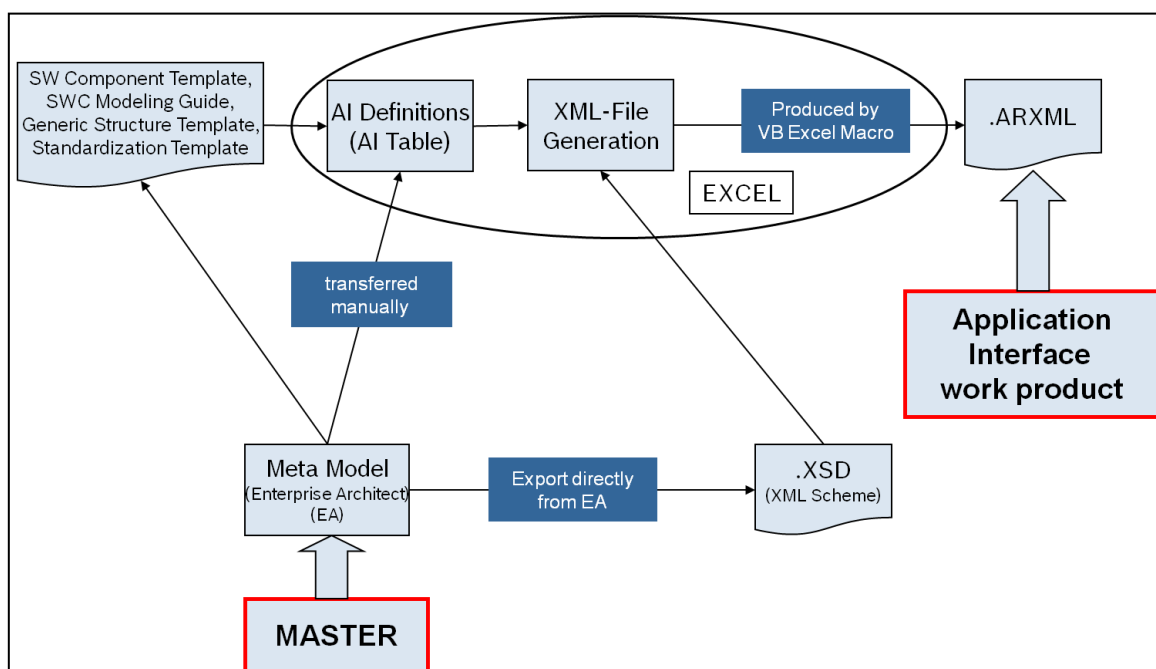 SW Component Template,
SWC Modeling Guide,
Generic Structure Template,
Standardization Template
AI Definitions
(AI Table)
XML-File
Generation
Produced by
VB Excel Macro
.ARXML
EXCEL
transferred
manually
Application
Interface
work product
Meta Model
(Enterprise Architect)
(EA)
Export directly
from EA
.XSD
(XML Scheme)
MASTER